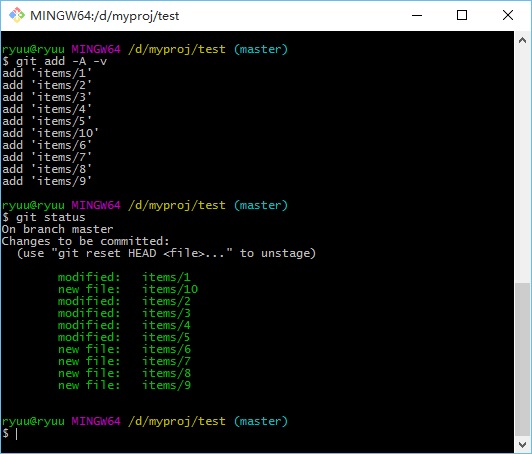 MINGW64:/d/myproj/test
ryuu@ryuu MINGW64 /d/myproj/test (master)
$ git add -A -v
add 'items/1'
add 'items/2'
add 'items/3'
add 'items/4'
add 'items/5'
add 'items/10'
add 'items/6'
add 'items/7'
add 'items/8'
add 'items/9'
ryuu@ryuu MINGW64 /d/myproj/test (master)
$ git status
On branch master
Changes to be committed:
  (use "git reset HEAD <file>..." to unstage)
        modified:   items/1
        new file:   items/10
        modified:   items/2
        modified:   items/3
        modified:   items/4
        modified:   items/5
        new file:   items/6
        new file:   items/7
        new file:   items/8
        new file:   items/9
ryuu@ryuu MINGW64 /d/myproj/test (master)
$